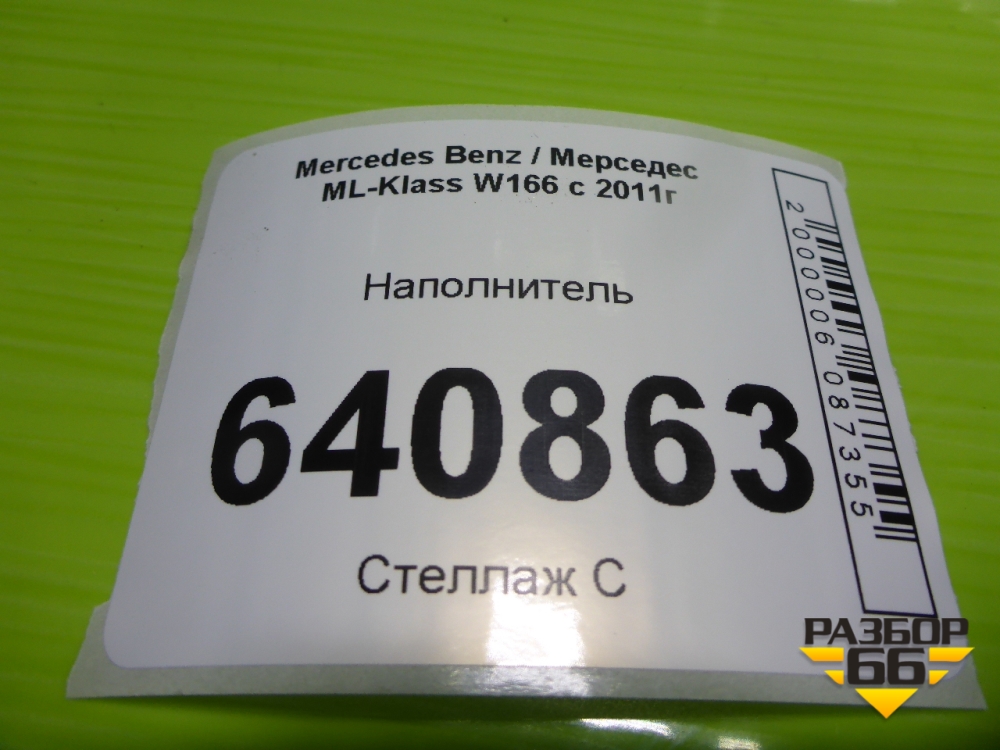 Mercedes Benz / Мерседес
ML-Klass W166 с 2011г
Наполнитель
640863
Стеллаж С
2000006087355
РАЗБОР
66